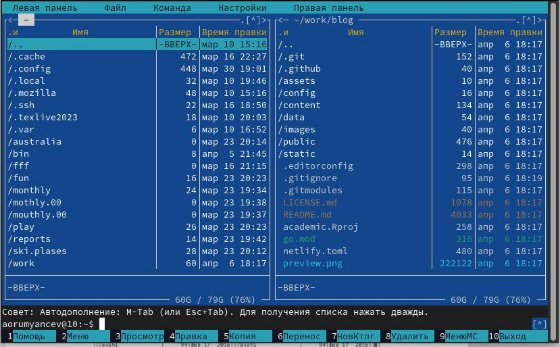 Левая панель Файл Команда Настройки Правая панель
<─ ~ .[^]> <─ ~/work/blog .[^]>
.и Имя Размер Время правки .и Имя Размер Время правки
/.. -ВВЕРХ- мар 10 15:16 /.. -ВВЕРХ- апр 6 18:17
/.cache 472 мар 16 22:27 /.git 152 апр 6 18:17
/.config 448 мар 30 19:01 /.github 40 апр 6 18:17
/.local 32 мар 10 19:46 /assets 10 апр 6 18:17
/.mozilla 48 мар 10 15:16 /config 16 апр 6 18:17
/.ssh 22 мар 16 18:50 /content 134 апр 6 18:17
/.texlive2023 18 мар 10 20:03 /data 54 апр 6 18:17
/.var 6 мар 10 16:52 /images 40 апр 6 18:17
/australia 0 мар 23 20:14 /public 476 апр 6 18:17
/bin 8 апр 5 21:45 /static 14 апр 6 18:17
/fff 0 мар 16 21:15 .editorconfig 298 апр 6 18:17
/fun 16 мар 23 20:23 .gitignore 95 апр 6 18:19
/monthly 24 мар 23 19:34 .gitmodules 115 апр 6 18:17
/mothly.00 0 мар 23 19:38 LICENSE.md 1078 апр 6 18:17
/mouthly.00 0 мар 23 19:37 README.md 4033 апр 6 18:17
/play 26 мар 23 20:23 academic.Rproj 258 апр 6 18:17
/reports 14 мар 23 19:42 go.mod 316 апр 6 18:17
/ski.plases 28 мар 23 20:12 netlify.toml 480 апр 6 18:17
/work 60 апр 6 18:17 preview.png 222122 апр 6 18:17
-ВВЕРХ- -ВВЕРХ-
60G / 79G (76%) 60G / 79G (76%)
Совет: Автодополнение: M-Tab (или Esc+Tab). Для получения списка нажать дважды.
aorumyancev@10:~$ [^]
1Помощь 2Меню 3Просмотр 4Правка 5Копия 6Перенос 7НовКтлг 8Удалить 9МенюMC 10Выход